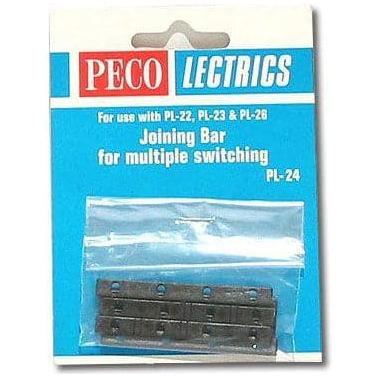 PECO LECTRICS
For use with PL-22, PL-23 & PL-26
Joining Bar
for multiple switching
PL-24